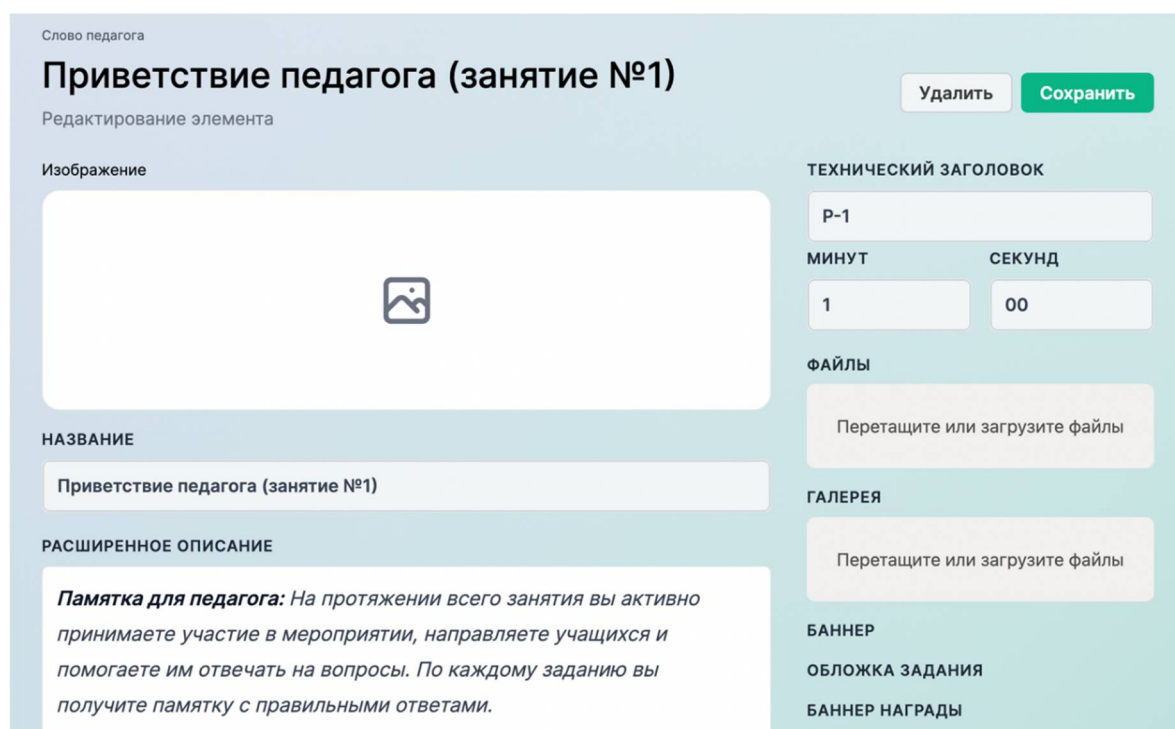 Слово педагога
Приветствие педагога (занятие №1)
Редактирование элемента
Удалить
Сохранить
Изображение
НАЗВАНИЕ
Приветствие педагога (занятие №1)
РАСШИРЕННОЕ ОПИСАНИЕ
Памятка для педагога: На протяжении всего занятия вы активно
принимаете участие в мероприятии, направляете учащихся и
помогаете им отвечать на вопросы. По каждому заданию вы
получите памятку с правильными ответами.
ТЕХНИЧЕСКИЙ ЗАГОЛОВОК
P-1
МИНУТ
СЕКУНД
1
00
ФАЙЛЫ
Перетащите или загрузите файлы
ГАЛЕРЕЯ
Перетащите или загрузите файлы
БАННЕР
ОБЛОЖКА ЗАДАНИЯ
БАННЕР НАГРАДЫ